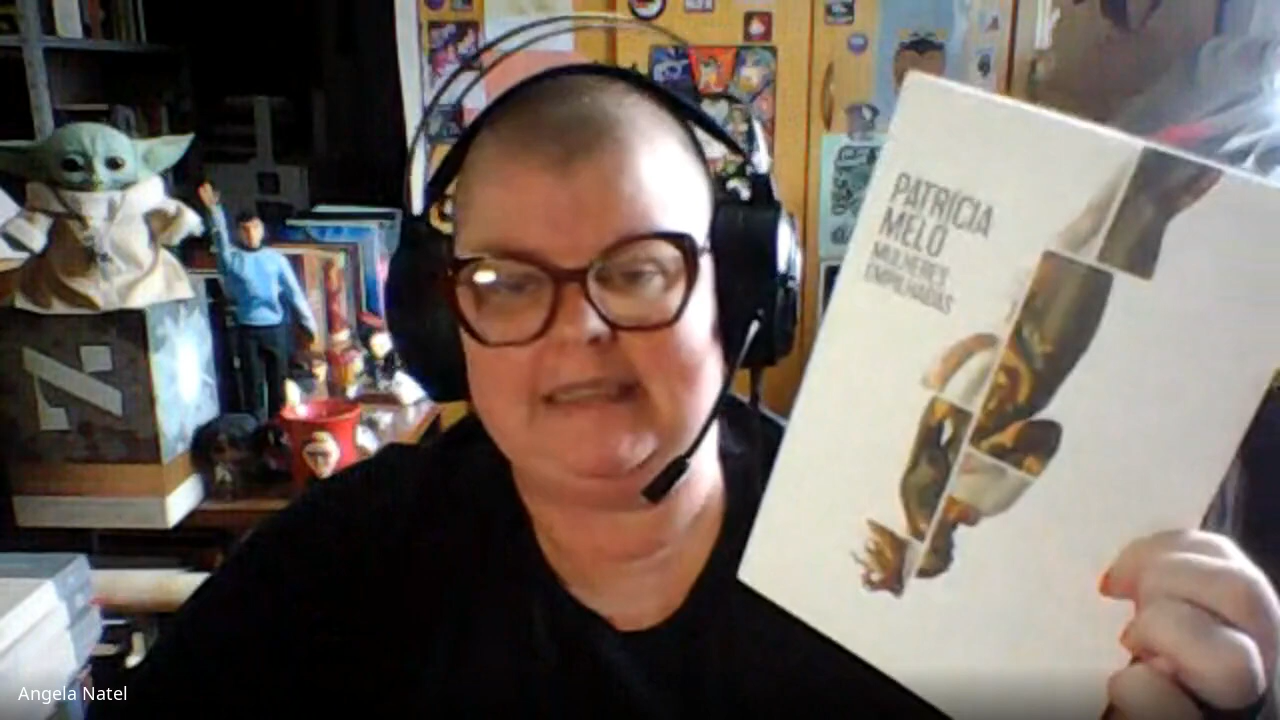 PATRÍCIA
MELO
MULHERES
EMPILHADAS
Angela Natel